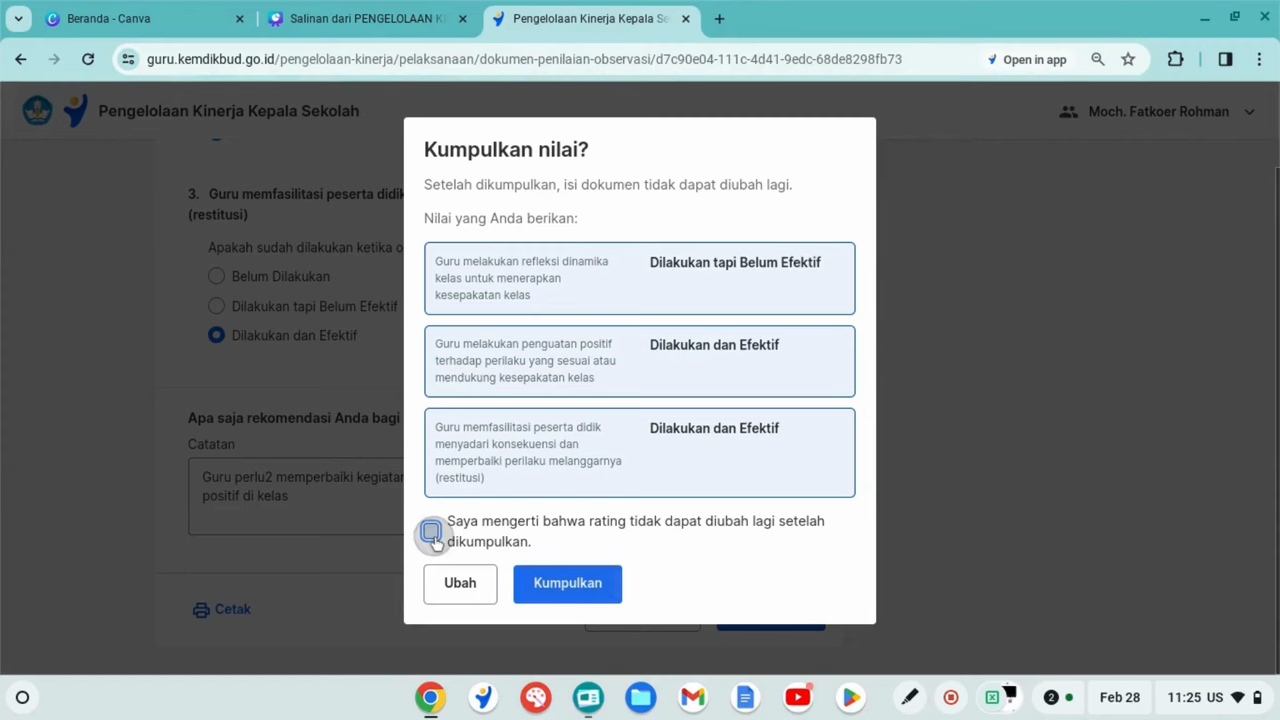 Beranda - Canva
Salinan dari PENGELOLAAN K
Pengelolaan Kinerja Kepala Se
guru.kemdikbud.go.id/pengelolaan-kinerja/pelaksanaan/dokumen-penilaian-observasi/d7c90e04-111c-4d41-9edc-68de8298fb73
Open in app
Pengelolaan Kinerja Kepala Sekolah
Moch. Fatkoer Rohman
3. Guru memfasilitasi peserta didik
(restitusi)
Apakah sudah dilakukan ketika o
Belum Dilakukan
Dilakukan tapi Belum Efektif
Dilakukan dan Efektif
Apa saja rekomendasi Anda bagi
Catatan
Guru perlu2 memperbaiki kegiatan
positif di kelas
Cetak
Kumpulkan nilai?
Setelah dikumpulkan, isi dokumen tidak dapat diubah lagi.
Nilai yang Anda berikan:
Guru melakukan refleksi dinamika
kelas untuk menerapkan
kesepakatan kelas
Dilakukan tapi Belum Efektif
Guru melakukan penguatan positif
terhadap perilaku yang sesuai atau
mendukung kesepakatan kelas
Dilakukan dan Efektif
Guru memfasilitasi peserta didik
menyadari konsekuensi dan
memperbaiki perilaku melanggarnya
(restitusi)
Dilakukan dan Efektif
Saya mengerti bahwa rating tidak dapat diubah lagi setelah
dikumpulkan.
Ubah
Kumpulkan
2
Feb 28
11:25 US